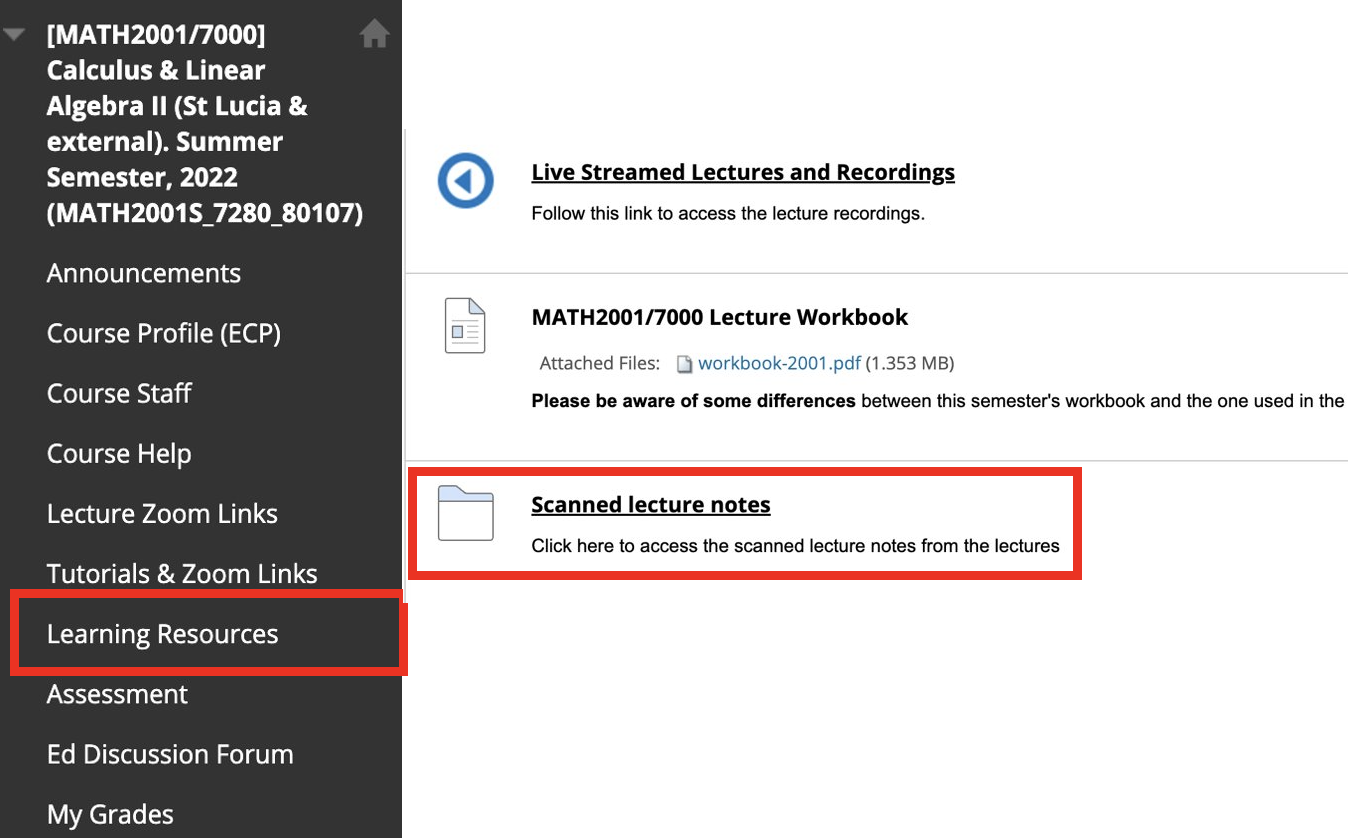 [MATH2001/7000]
Calculus & Linear
Algebra II (St Lucia &
external). Summer
Semester, 2022
(MATH2001S_7280_80107)
Announcements
Course Profile (ECP)
Course Staff
Course Help
Lecture Zoom Links
Tutorials & Zoom Links
Learning Resources
Assessment
Ed Discussion Forum
My Grades
Live Streamed Lectures and Recordings
Follow this link to access the lecture recordings.
MATH2001/7000 Lecture Workbook
Attached Files: workbook-2001.pdf (1.353 MB)
Please be aware of some differences between this semester's workbook and the one used in the
Scanned lecture notes
Click here to access the scanned lecture notes from the lectures